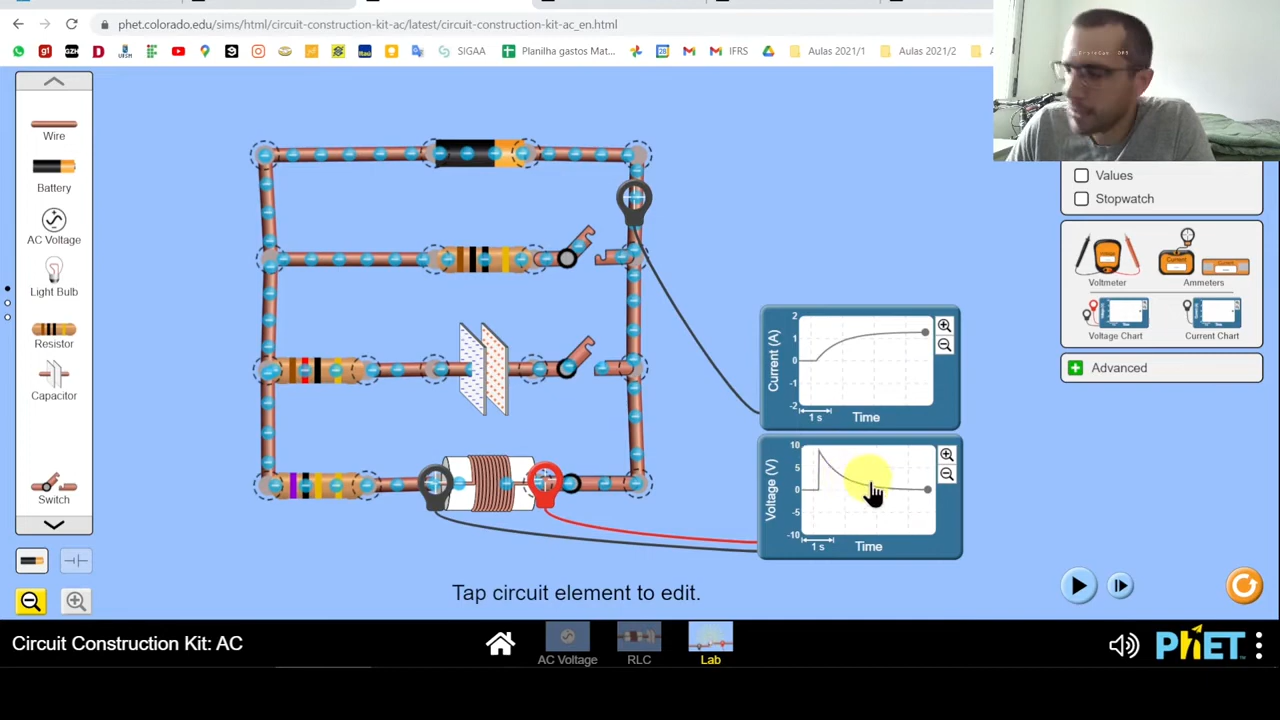 phet.colorado.edu/sims/html/circuit-construction-kit-ac/latest/circuit-construction-kit-ac_en.html
SIGAA
Planilha gastos Mat...
IFRS
Aulas 2021/1
Aulas 2021/2
Wire
Battery
AC Voltage
Light Bulb
Resistor
Capacitor
Switch
Values
Stopwatch
Voltmeter
Ammeters
Voltage Chart
Current Chart
Advanced
Current (A)
2
1
0
-1
-2
1 s
Time
Voltage (V)
10
5
0
-5
-10
1 s
Time
Tap circuit element to edit.
Circuit Construction Kit: AC
AC Voltage
RLC
Lab
PhET